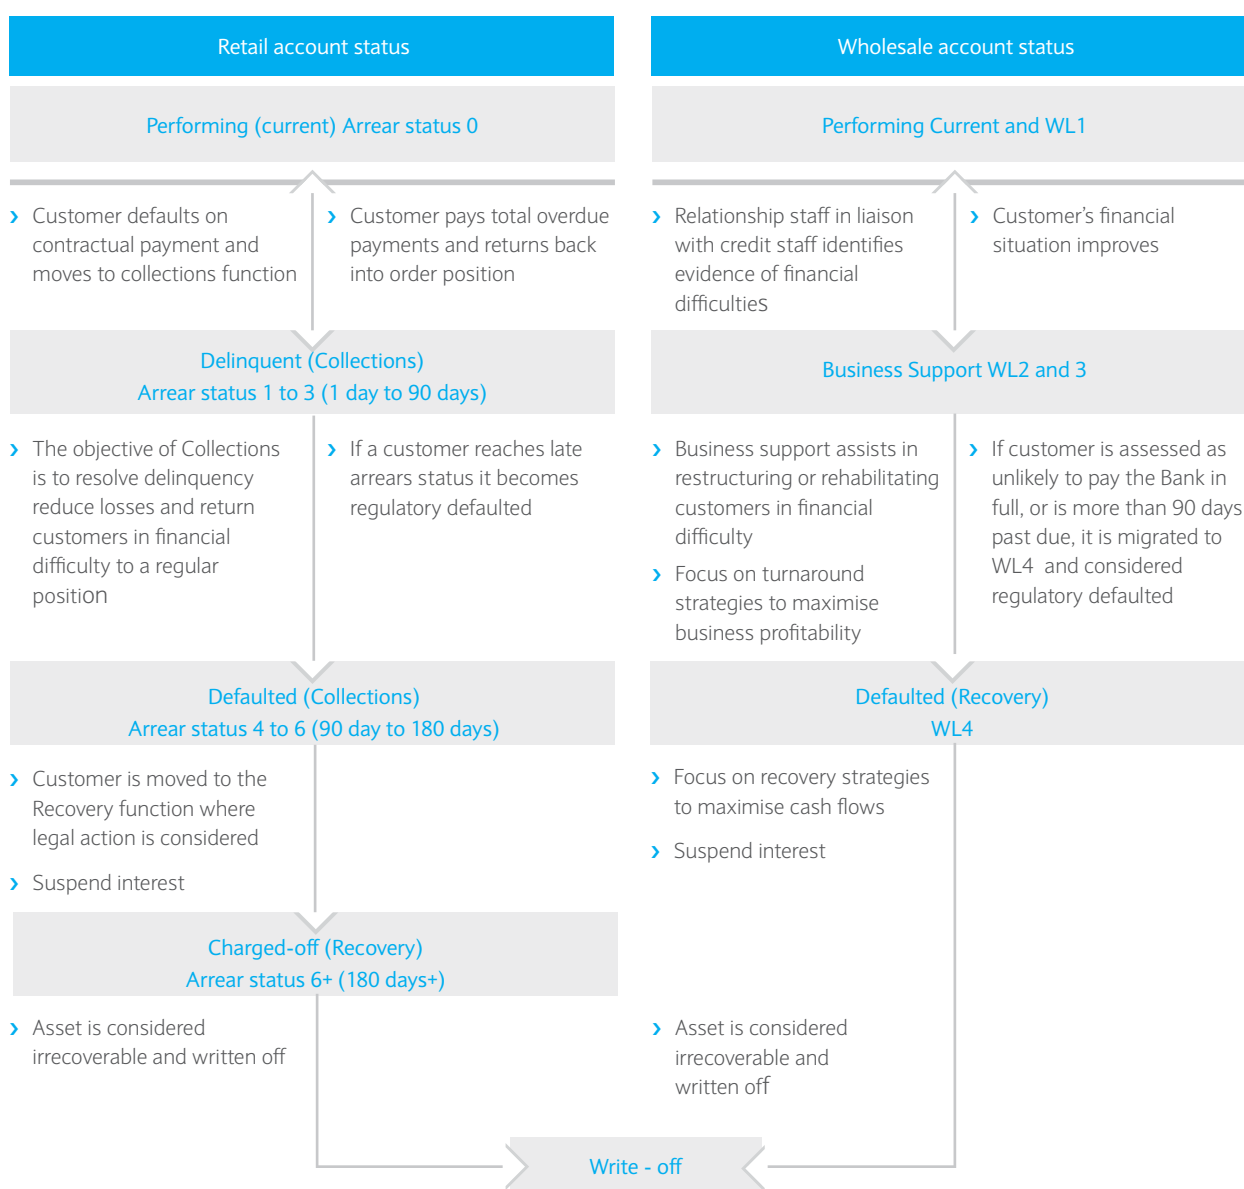 Retail account status
Performing (current) Arrear status 0
Customer defaults on
contractual payment and
moves to collections function
Customer pays total overdue
payments and returns back
into order position
Delinquent (Collections)
Arrear status 1 to 3 (1 day to 90 days)
The objective of Collections
is to resolve delinquency
reduce losses and return
customers in financial
difficulty to a regular
position
If a customer reaches late
arrears status it becomes
regulatory defaulted
Defaulted (Collections)
Arrear status 4 to 6 (90 day to 180 days)
Customer is moved to the
Recovery function where
legal action is considered
Suspend interest
Charged-off (Recovery)
Arrear status 6+ (180 days+)
Asset is considered
irrecoverable and written off
Wholesale account status
Performing Current and WL1
Relationship staff in liaison
with credit staff identifies
evidence of financial
difficulties
Customer's financial
situation improves
Business Support WL2 and 3
Business support assists in
restructuring or rehabilitating
customers in financial
difficulty
Focus on turnaround
strategies to maximise
business profitability
If customer is assessed as
unlikely to pay the Bank in
full, or is more than 90 days
past due, it is migrated to
WL4 and considered
regulatory defaulted
Defaulted (Recovery)
WL4
Focus on recovery strategies
to maximise cash flows
Suspend interest
Asset is considered
irrecoverable and
written off
Write - off